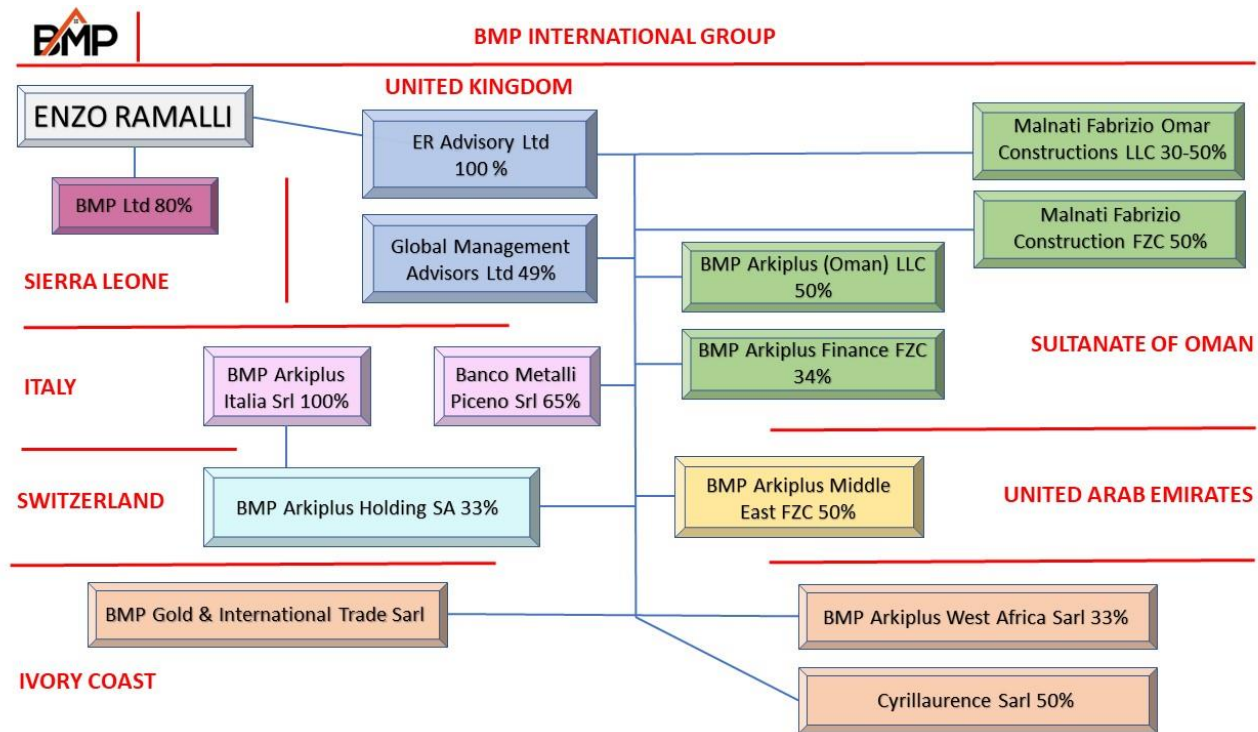 BMP
BMP INTERNATIONAL GROUP
UNITED KINGDOM
ENZO RAMALLI
ER Advisory Ltd
100 %
Malnati Fabrizio Omar
Constructions LLC 30-50%
BMP Ltd 80%
Malnati Fabrizio
Construction FZC 50%
Global Management
Advisors Ltd 49%
BMP Arkiplus (Oman) LLC
50%
SIERRA LEONE
SULTANATE OF OMAN
BMP Arkiplus Finance FZC
34%
ITALY
BMP Arkiplus
Italia Srl 100%
Banco Metalli
Piceno Srl 65%
SWITZERLAND
BMP Arkiplus Holding SA 33%
BMP Arkiplus Middle
East FZC 50%
UNITED ARAB EMIRATES
BMP Gold & International Trade Sarl
BMP Arkiplus West Africa Sarl 33%
IVORY COAST
Cyrillaurence Sarl 50%